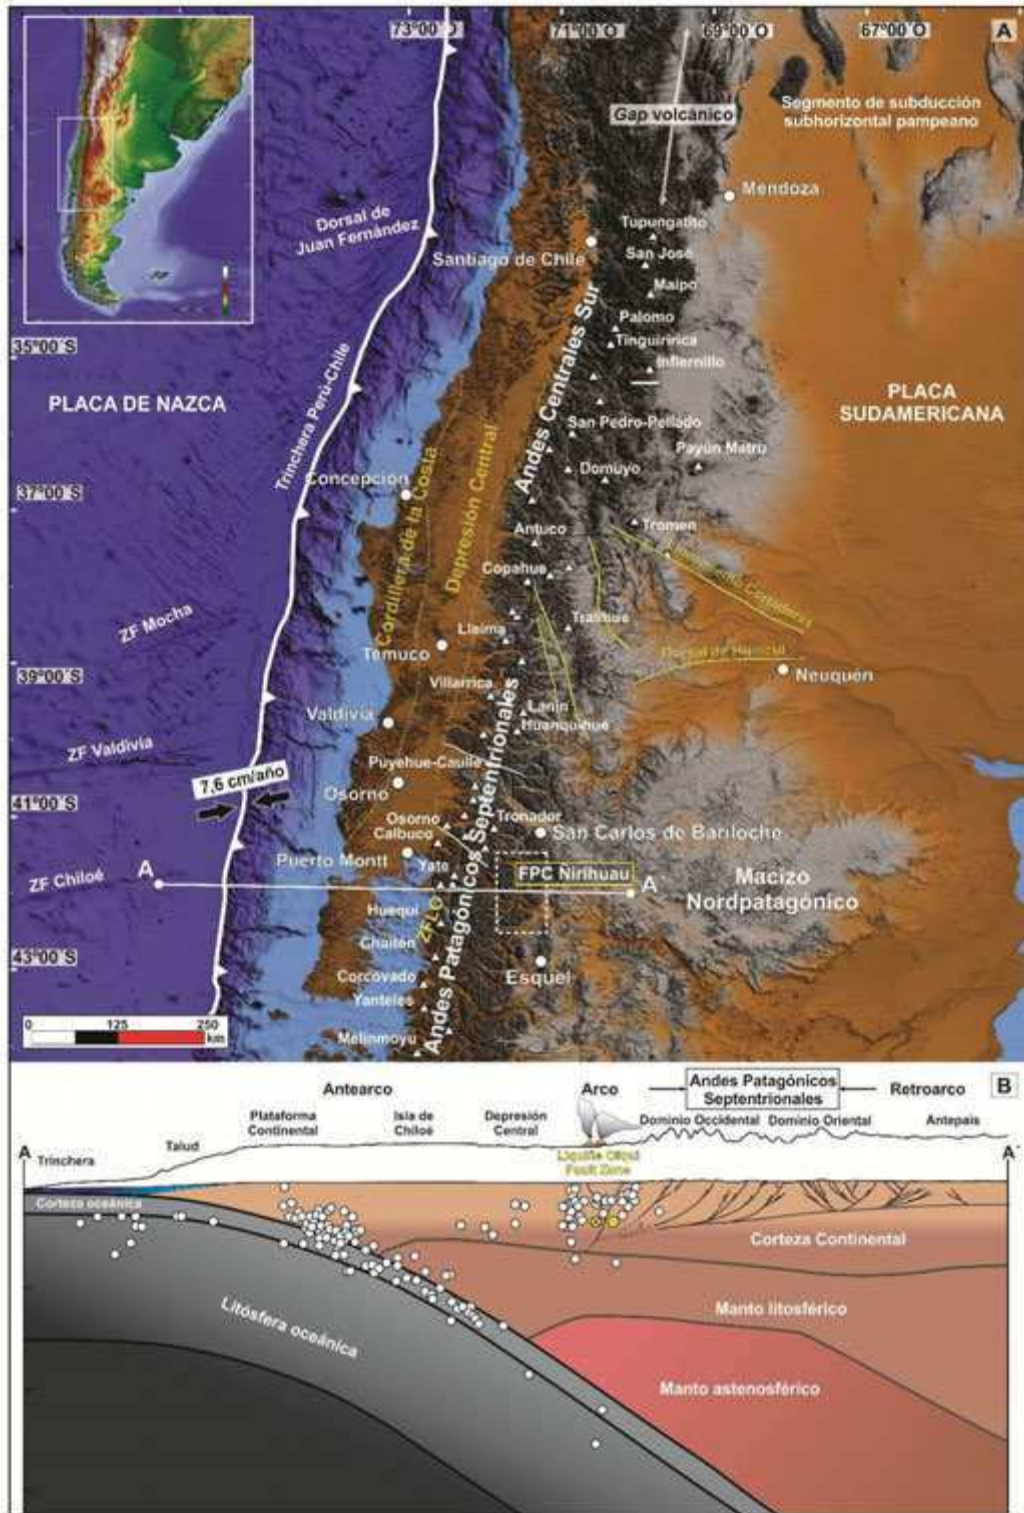 73°00´O
71°00´O
69°00´O
67°00´O
A
Gap volcánico
Segmento de subducción
subhorizontal pampeano
Mendoza
Dorsal de
Juan Fernández
Tupungatito
Santiago de Chile
San José
Maipo
Palomo
Tinguiririca
Infiernillo
35°00´S
Trinchera Perú-Chile
Andes Centrales Sur
PLACA DE NAZCA
PLACA
SUDAMERICANA
San Pedro-Pellado
Payún Matrú
Domuyo
Concepción
37°00´S
Cordillera de la Costa
Depresión Central
Tromen
Antuco
Copahue
ZF Mocha
Llaima
Tralihue
Temuco
Dorsal de Huincul
39°00´S
Neuquén
Villarrica
Lanín
Valdivia
Huanquihue
ZF Valdivia
Puyehue-Caulle
7,6 cm/año
Osorno
41°00´S
Osorno
Tronador
Calbuco
San Carlos de Bariloche
Puerto Montt
Yate
FPC Ñirihuau
A
ZF Chiloé
A´
Macizo
Nordpatagónico
Huequi
ZFLO
Chaitén
43°00´S
Corcovado
Esquel
Yanteles
Andes Patagónicos Septentrionales
0
125
250
km
Melinmoyu
B
Antearco
Arco
Andes Patagónicos
Septentrionales
Retroarco
Plataforma
Continental
Isla de
Chiloé
Depresión
Central
Dominio Occidental
Dominio Oriental
Antepaís
A
Trinchera
Talud
Liquiñe Ofqui
Fault Zone
A´
Corteza oceánica
Corteza Continental
Litósfera oceánica
Manto litosférico
Manto astenosférico